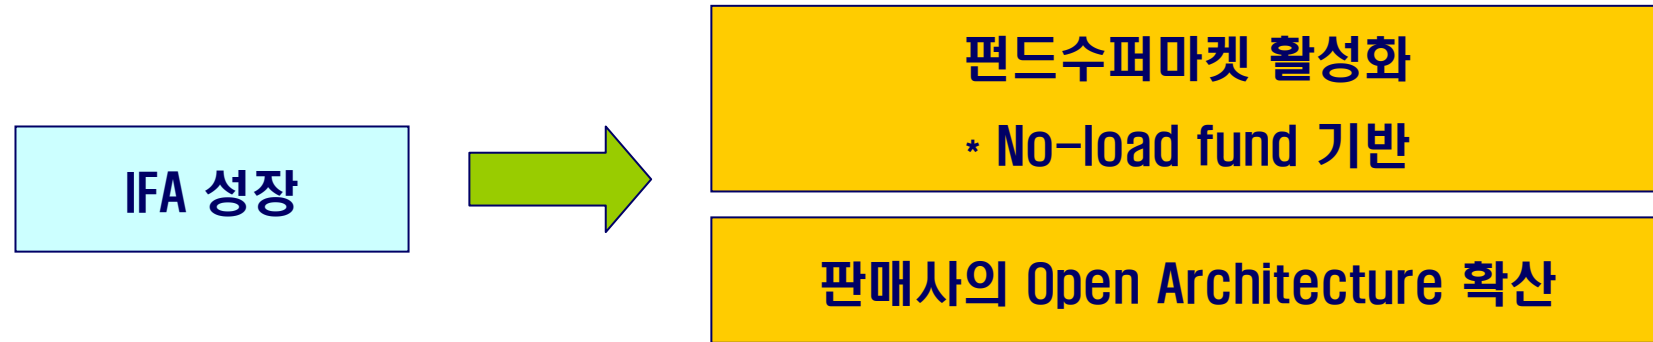 IFA 성장
펀드수퍼마켓 활성화
* No-load fund 기반
판매사의 Open Architecture 확산